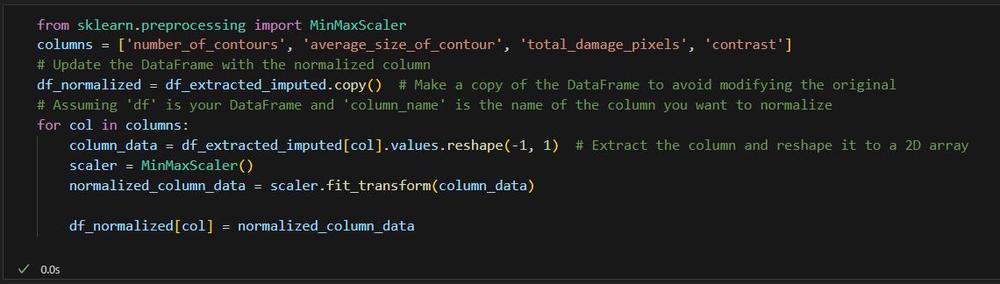 from sklearn.preprocessing import MinMaxScaler
columns = ['number_of_contours', 'average_size_of_contour', 'total_damage_pixels', 'contrast']
# Update the DataFrame with the normalized column
df_normalized = df_extracted_imputed.copy()  # Make a copy of the DataFrame to avoid modifying the original
# Assuming 'df' is your DataFrame and 'column_name' is the name of the column you want to normalize
for col in columns:
    column_data = df_extracted_imputed[col].values.reshape(-1, 1)  # Extract the column and reshape it to a 2D array
    scaler = MinMaxScaler()
    normalized_column_data = scaler.fit_transform(column_data)
    df_normalized[col] = normalized_column_data
0.0s